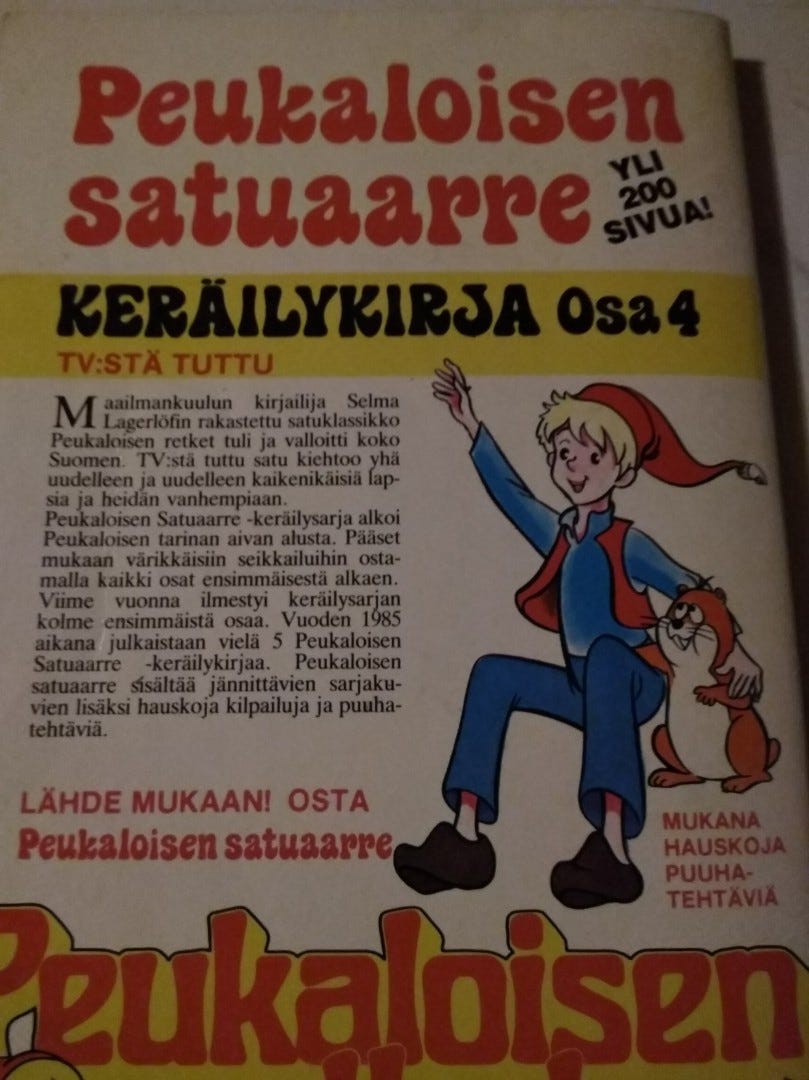 Peukaloisen
satuaarre
YLI
200
SIVUA!
KERÄILYKIRJA Osa 4
TV:STÄ TUTTU
Maailmankuulun kirjailija Selma
Lagerlöfin rakastettu satuklassikko
Peukaloisen retket tuli ja valloitti koko
Suomen. TV:stä tuttu satu kiehtoo yhä
uudelleen ja uudelleen kaikenikäisiä lap-
sia ja heidän vanhempiaan.
Peukaloisen Satuaarre -keräilysarja alkoi
Peukaloisen tarinan aivan alusta. Pääset
mukaan värikkäisiin seikkailuihin osta-
malla kaikki osat ensimmäisestä alkaen.
Viime vuonna ilmestyi keräilysarjan
kolme ensimmäistä osaa. Vuoden 1985
aikana julkaistaan vielä 5 Peukaloisen
Satuaarre -keräilykirjaa. Peukaloisen
satuaarre sisältää jännittävien sarjaku-
vien lisäksi hauskoja kilpailuja ja puuha-
tehtäviä.
LÄHDE MUKAAN! OSTA
Peukaloisen satuaarre
MUKANA
HAUSKOJA
PUUHA-
TEHTÄVIÄ
Peukaloisen